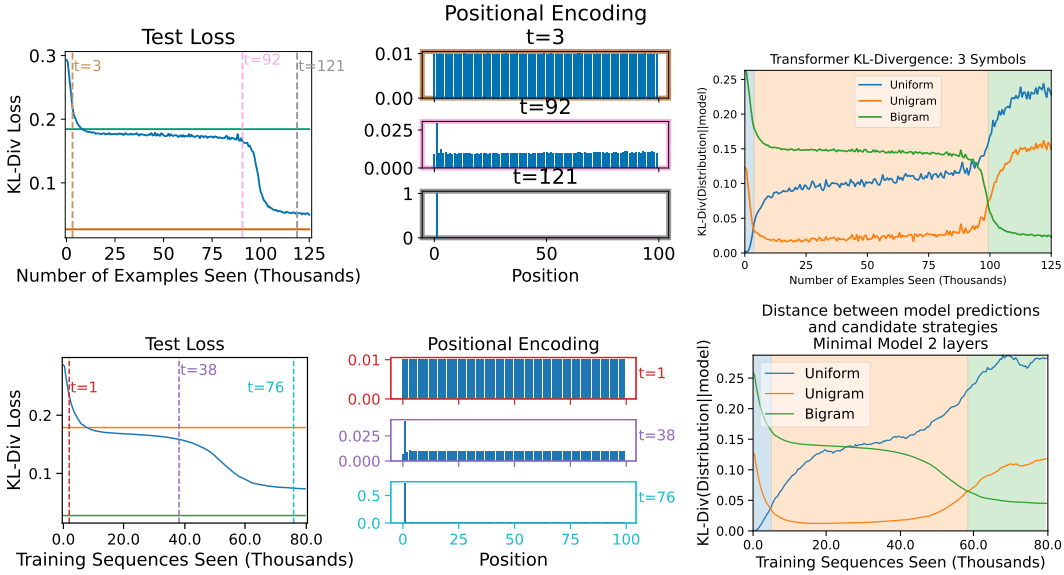 Test Loss
KL-Div Loss
0.3
0.2
0.1
t=3
t=92
t=121
0 25 50 75 100 125
Number of Examples Seen (Thousands)
Positional Encoding
t=3
0.01
0.00
t=92
0.025
0.000
t=121
1
0
0 50 100
Position
Transformer KL-Divergence: 3 Symbols
KL-Div(Distribution||model)
0.25
0.20
0.15
0.10
0.05
0.00
Uniform
Unigram
Bigram
0 25 50 75 100 125
Number of Examples Seen (Thousands)
Test Loss
KL-Div Loss
0.2
0.1
t=1
t=38
t=76
0.0 20.0 40.0 60.0 80.0
Training Sequences Seen (Thousands)
Positional Encoding
0.01
0.00
t=1
0.025
0.000
t=38
0.5
0.0
t=76
0 25 50 75 100
Position
Distance between model predictions
and candidate strategies
Minimal Model 2 layers
KL-Div(Distribution||model)
0.25
0.20
0.15
0.10
0.05
0.00
Uniform
Unigram
Bigram
0.0 20.0 40.0 60.0 80.0
Training Sequences Seen (Thousands)